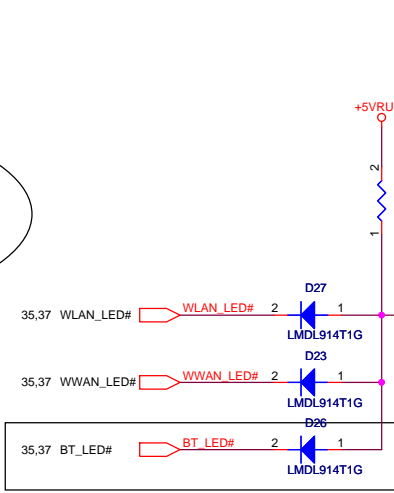 +5VRU
2
1
D27
35,37 WLAN_LED# WLAN_LED# 2 1
LMDL914T1G
D23
35,37 WWAN_LED# WWAN_LED# 2 1
LMDL914T1G
D26
35,37 BT_LED# BT_LED# 2 1
LMDL914T1G